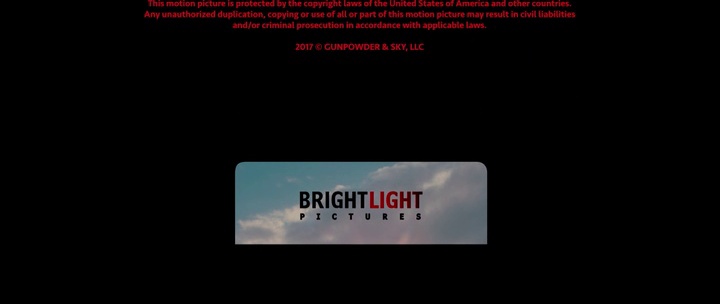 This motion picture is protected by the copyright laws of the United States of America and other countries.
Any unauthorized duplication, copying or use of all or part of this motion picture may result in civil liabilities
and/or criminal prosecution in accordance with applicable laws.
2017 © GUNPOWDER & SKY, LLC
BRIGHTLIGHT
PICTURES